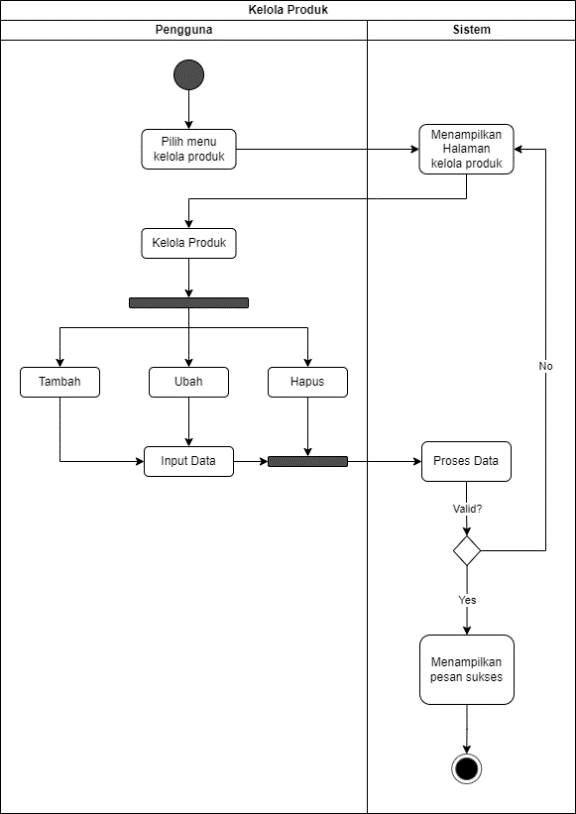 Kelola Produk
Pengguna
Sistem
Pilih menu
kelola produk
Menampilkan
Halaman
kelola produk
Kelola Produk
Tambah
Ubah
Hapus
No
Input Data
Proses Data
Valid?
Yes
Menampilkan
pesan sukses